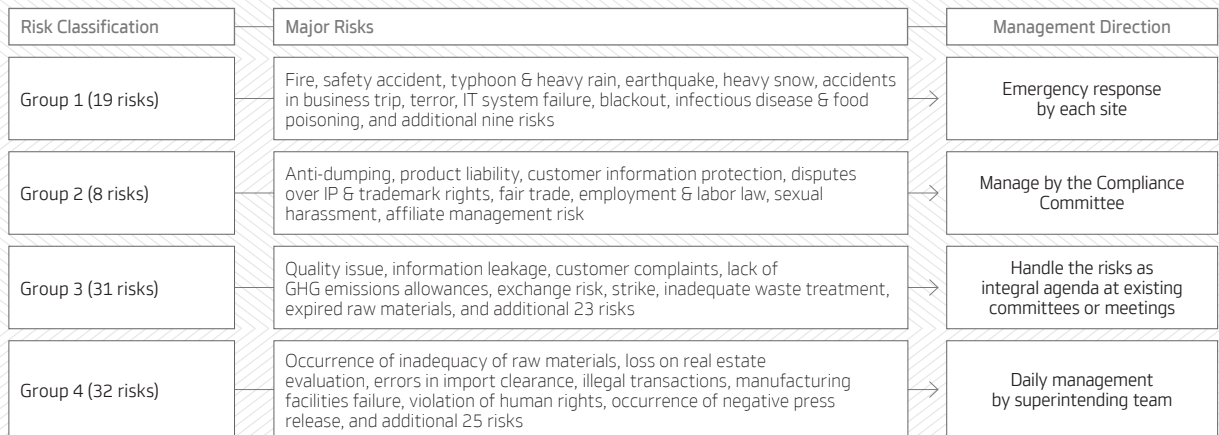 Risk Classification
Major Risks
Management Direction
Group 1 (19 risks)
Fire, safety accident, typhoon & heavy rain, earthquake, heavy snow, accidents
in business trip, terror, IT system failure, blackout, infectious disease & food
poisoning, and additional nine risks
Emergency response
by each site
Group 2 (8 risks)
Anti-dumping, product liability, customer information protection, disputes
over IP & trademark rights, fair trade, employment & labor law, sexual
harassment, affiliate management risk
Manage by the Compliance
Committee
Group 3 (31 risks)
Quality issue, information leakage, customer complaints, lack of
GHG emissions allowances, exchange risk, strike, inadequate waste treatment,
expired raw materials, and additional 23 risks
Handle the risks as
integral agenda at existing
committees or meetings
Group 4 (32 risks)
Occurrence of inadequacy of raw materials, loss on real estate
evaluation, errors in import clearance, illegal transactions, manufacturing
facilities failure, violation of human rights, occurrence of negative press
release, and additional 25 risks
Daily management
by superintending team